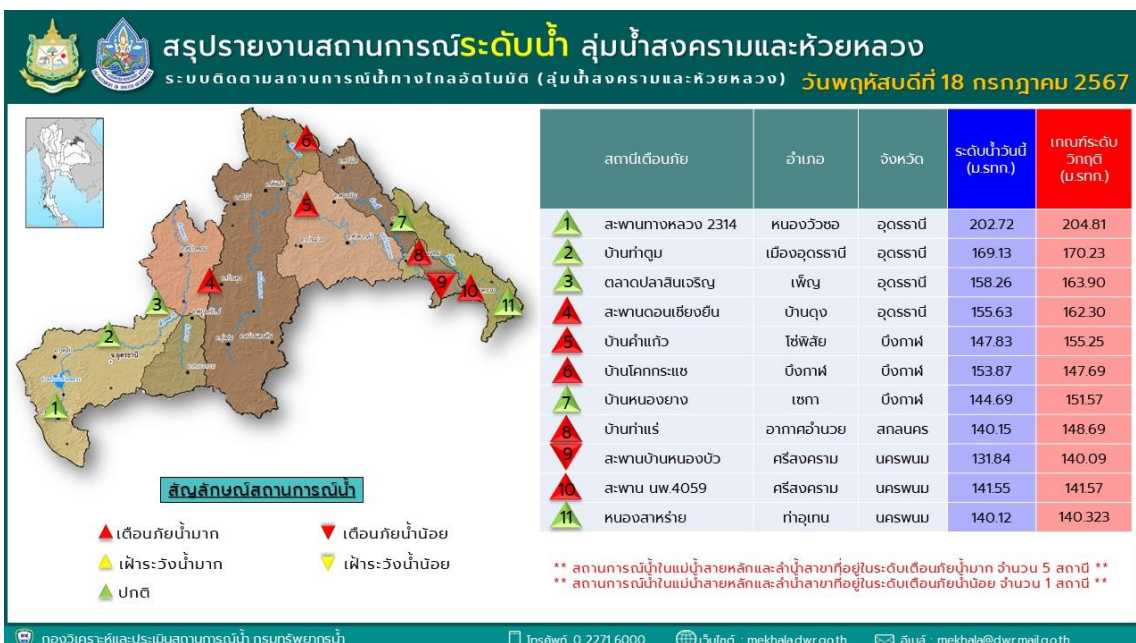 สรุปรายงานสถานการณ์ระดับน้ำ ลุ่มน้ำสงครามและห้วยหลวง
ระบบติดตามสถานการณ์น้ำทางไกลอัตโนมัติ (ลุ่มน้ำสงครามและห้วยหลวง) วันพฤหัสบดีที่ 18 กรกฎาคม 2567
สถานีเตือนภัย อำเภอ จังหวัด ระดับน้ำวันนี้ (ม.รทก.) เกณฑ์ระดับวิกฤติ (ม.รทก.)
1 สะพานทางหลวง 2314 หนองวัวซอ อุดรธานี 202.72 204.81
2 บ้านท่าตูม เมืองอุดรธานี อุดรธานี 169.13 170.23
3 ตลาดปลาสินเจริญ เพ็ญ อุดรธานี 158.26 163.90
4 สะพานดอนเชียงยืน บ้านดุง อุดรธานี 155.63 162.30
5 บ้านคำแก้ว โซ่พิสัย บึงกาฬ 147.83 155.25
6 บ้านโคกกระแซ บึงกาฬ บึงกาฬ 153.87 147.69
7 บ้านหนองยาง เซกา บึงกาฬ 144.69 151.57
8 บ้านท่าแร่ อากาศอำนวย สกลนคร 140.15 148.69
9 สะพานบ้านหนองบัว ศรีสงคราม นครพนม 131.84 140.09
10 สะพาน นพ.4059 ศรีสงคราม นครพนม 141.55 141.57
11 หนองสาหร่าย ท่าอุเทน นครพนม 140.12 140.323
6
5
7
8
4
9
10
3
11
2
จ.อุดรธานี
1
สัญลักษณ์สถานการณ์น้ำ
เตือนภัยน้ำมาก เตือนภัยน้ำน้อย
เฝ้าระวังน้ำมาก เฝ้าระวังน้ำน้อย
ปกติ
** สถานการณ์น้ำในแม่น้ำสายหลักและลำน้ำสาขาที่อยู่ในระดับเตือนภัยน้ำมาก จำนวน 5 สถานี **
** สถานการณ์น้ำในแม่น้ำสายหลักและลำน้ำสาขาที่อยู่ในระดับเตือนภัยน้ำน้อย จำนวน 1 สถานี **
กองวิเคราะห์และประเมินสถานการณ์น้ำ กรมทรัพยากรน้ำ โทรศัพท์ 0 2271 6000 เว็บไซต์ : mekhala.dwr.go.th อีเมล์ : mekhala@dwr.mail.go.th